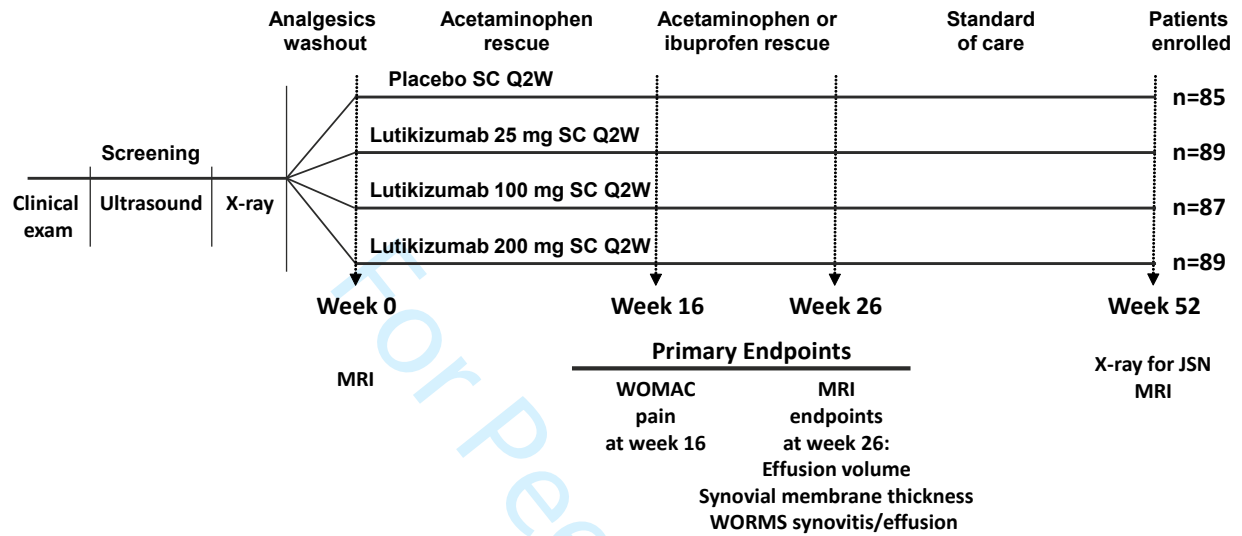 Analgesics washout
Acetaminophen rescue
Acetaminophen or ibuprofen rescue
Standard of care
Patients enrolled
Placebo SC Q2W
n=85
Lutikizumab 25 mg SC Q2W
n=89
Screening
Clinical exam
Ultrasound
X-ray
Lutikizumab 100 mg SC Q2W
n=87
Lutikizumab 200 mg SC Q2W
n=89
Week 0
Week 16
Week 26
Week 52
Primary Endpoints
MRI
WOMAC
pain
at week 16
MRI
endpoints
at week 26:
Effusion volume
Synovial membrane thickness
WORMS synovitis/effusion
X-ray for JSN
MRI
For Pee